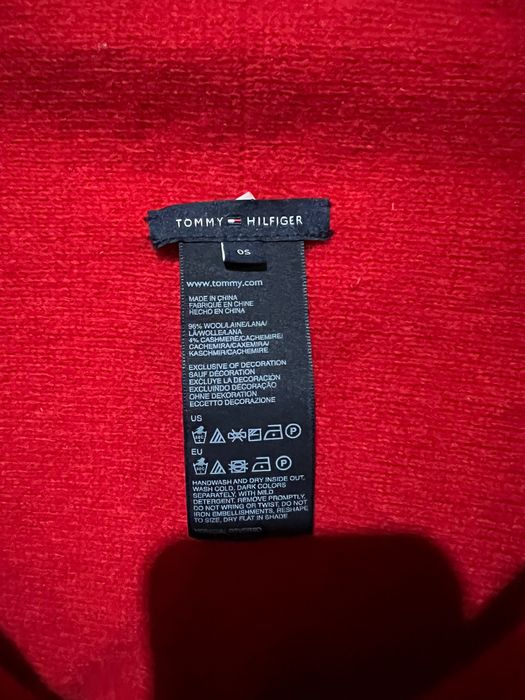 TOMMY HILFIGER
OS
www.tommy.com
MADE IN CHINA
FABRIQUÉ EN CHINE
HECHO EN CHINA
96% WOOL/LAINE/LANA/
LÃ/WOLLE/LANA
4% CASHMERE/CACHEMIRE/
CACHEMIRA/CAXEMIRA/
KASCHMIR/CACHEMIRE
EXCLUSIVE OF DECORATION
SAUF DÉCORATION
EXCLUYE LA DECORACIÓN
EXCLUINDO DECORAÇÃO
OHNE DEKORATION
ECCETTO DECORAZIONE
US
P
EU
P
HANDWASH AND DRY INSIDE OUT,
WASH COLD, DARK COLORS
SEPARATELY, WITH MILD
DETERGENT. REMOVE PROMPTLY,
DO NOT WRING OR TWIST. DO NOT
IRON EMBELLISHMENTS, RESHAPE
TO SIZE, DRY FLAT IN SHADE